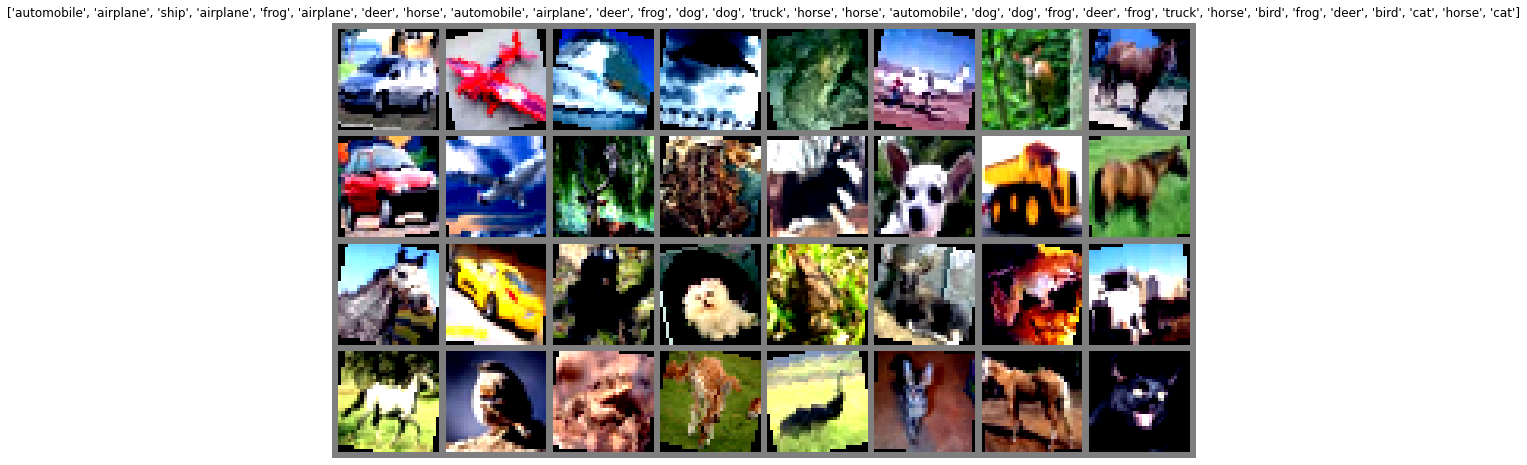 ['automobile', 'airplane', 'ship', 'airplane', 'frog', 'airplane', 'deer', 'horse', 'automobile', 'airplane', 'deer', 'frog', 'dog', 'dog', 'truck', 'horse', 'horse', 'automobile', 'dog', 'dog', 'frog', 'deer', 'frog', 'truck', 'horse', 'bird', 'frog', 'deer', 'bird', 'cat', 'horse', 'cat']